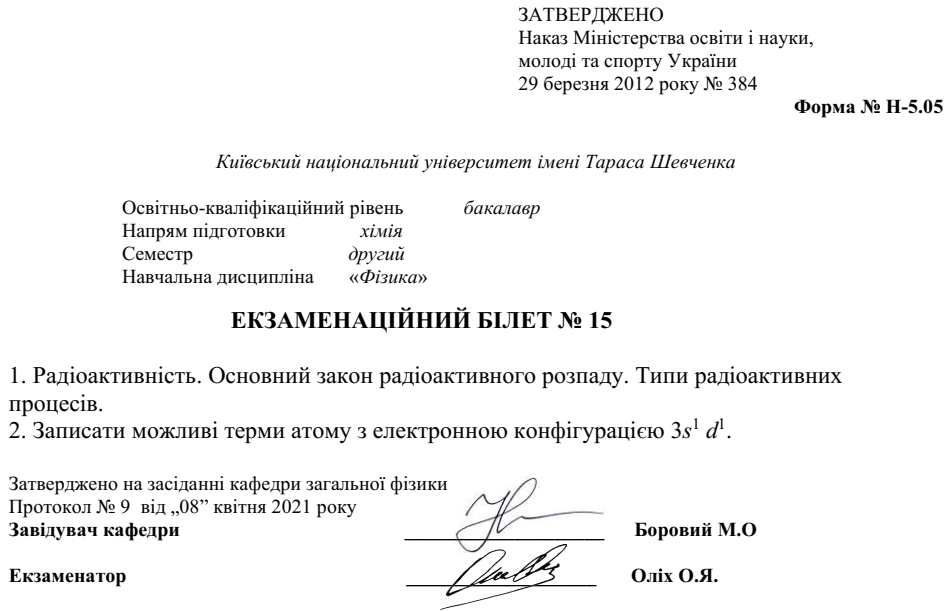 ЗАТВЕРДЖЕНО
Наказ Міністерства освіти і науки,
молоді та спорту України
29 березня 2012 року № 384
Форма № Н-5.05
Київський національний університет імені Тараса Шевченка
Освітньо-кваліфікаційний рівень бакалавр
Напрям підготовки хімія
Семестр другий
Навчальна дисципліна «Фізика»
ЕКЗАМЕНАЦІЙНИЙ БІЛЕТ № 15
1. Радіоактивність. Основний закон радіоактивного розпаду. Типи радіоактивних
процесів.
2. Записати можливі терми атому з електронною конфігурацією 3s¹ d¹.
Затверджено на засіданні кафедри загальної фізики
Протокол № 9 від „08” квітня 2021 року
Завідувач кафедри ____________________ Боровий М.О
Екзаменатор ____________________ Оліх О.Я.